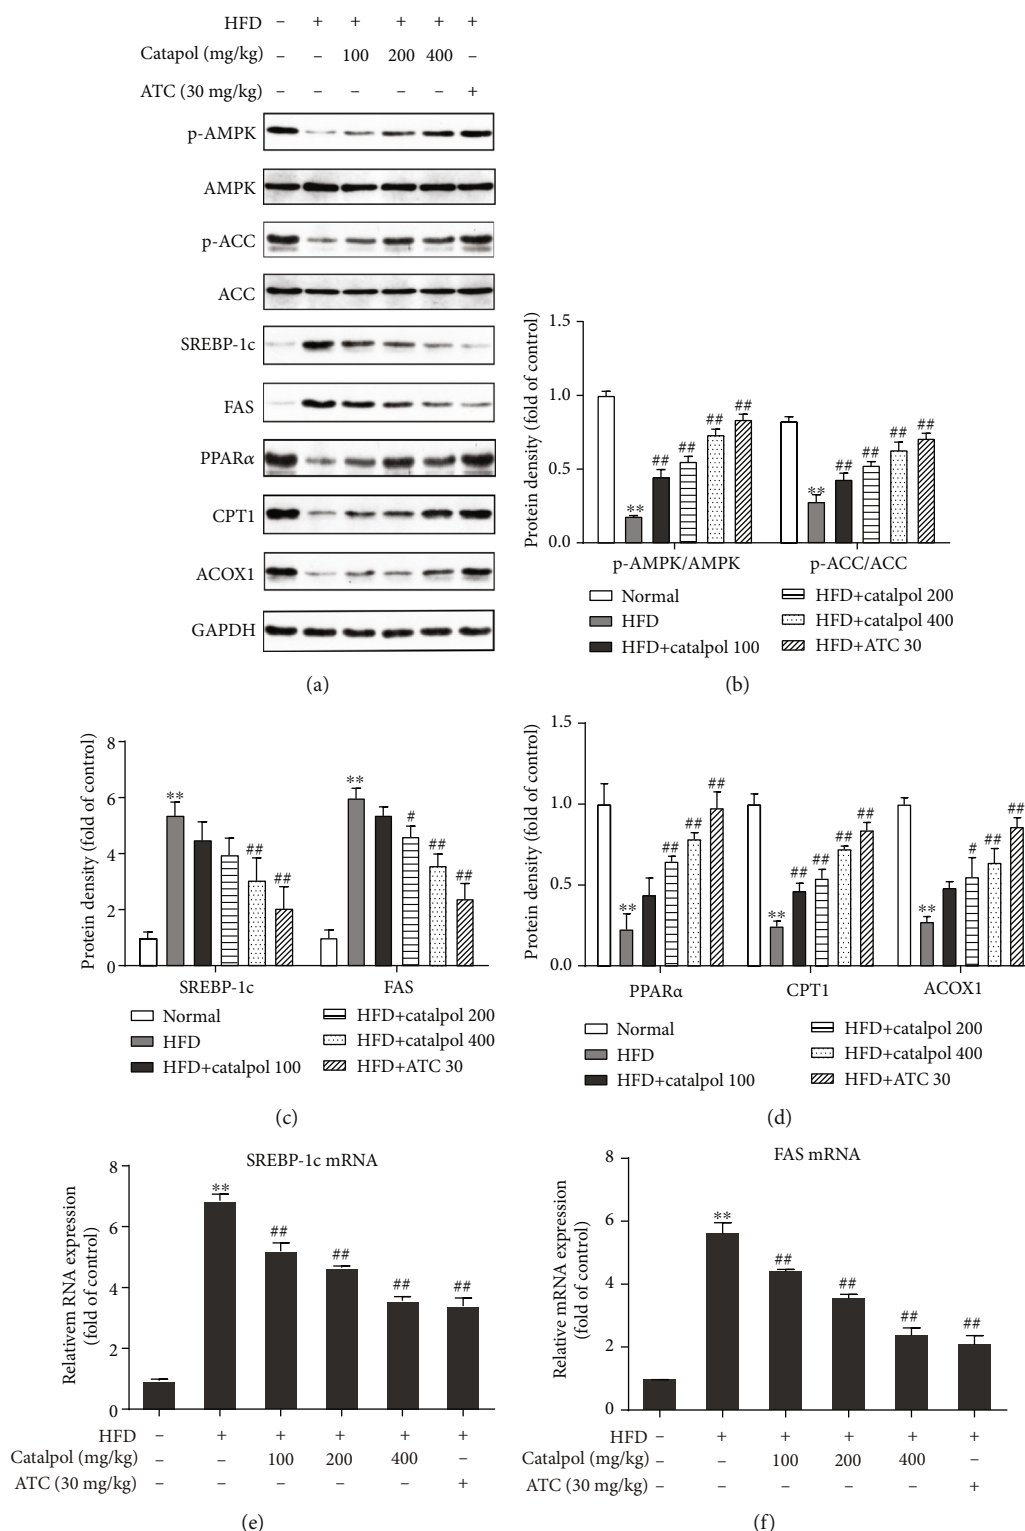 HFD – + + + + +
Catapol (mg/kg) – – 100 200 400 –
ATC (30 mg/kg) – – – – – +
p-AMPK
AMPK
p-ACC
ACC
SREBP-1c
FAS
PPARα
CPT1
ACOX1
GAPDH
(a)
Protein density (fold of control)
1.5
1.0
0.5
0.0
** ## ## ## ##
** ## ## ## ##
p-AMPK/AMPK p-ACC/ACC
Normal
HFD
HFD+catalpol 100
HFD+catalpol 200
HFD+catalpol 400
HFD+ATC 30
(b)
Protein density (fold of control)
8
6
4
2
0
** ## ##
** # ## ##
SREBP-1c FAS
Normal
HFD
HFD+catalpol 100
HFD+catalpol 200
HFD+catalpol 400
HFD+ATC 30
(c)
Protein density (fold of control)
1.5
1.0
0.5
0.0
** ## ## ##
** ## ## ## ##
** # ## ##
PPARα CPT1 ACOX1
Normal
HFD
HFD+catalpol 100
HFD+catalpol 200
HFD+catalpol 400
HFD+ATC 30
(d)
SREBP-1c mRNA
Relativem RNA expression
(fold of control)
8
6
4
2
0
** ## ## ## ##
HFD – + + + + +
Catalpol (mg/kg) – – 100 200 400 –
ATC (30 mg/kg) – – – – – +
(e)
FAS mRNA
Relative mRNA expression
(fold of control)
8
6
4
2
0
** ## ## ## ##
HFD – + + + + +
Catalpol (mg/kg) – – 100 200 400 –
ATC (30 mg/kg) – – – – – +
(f)